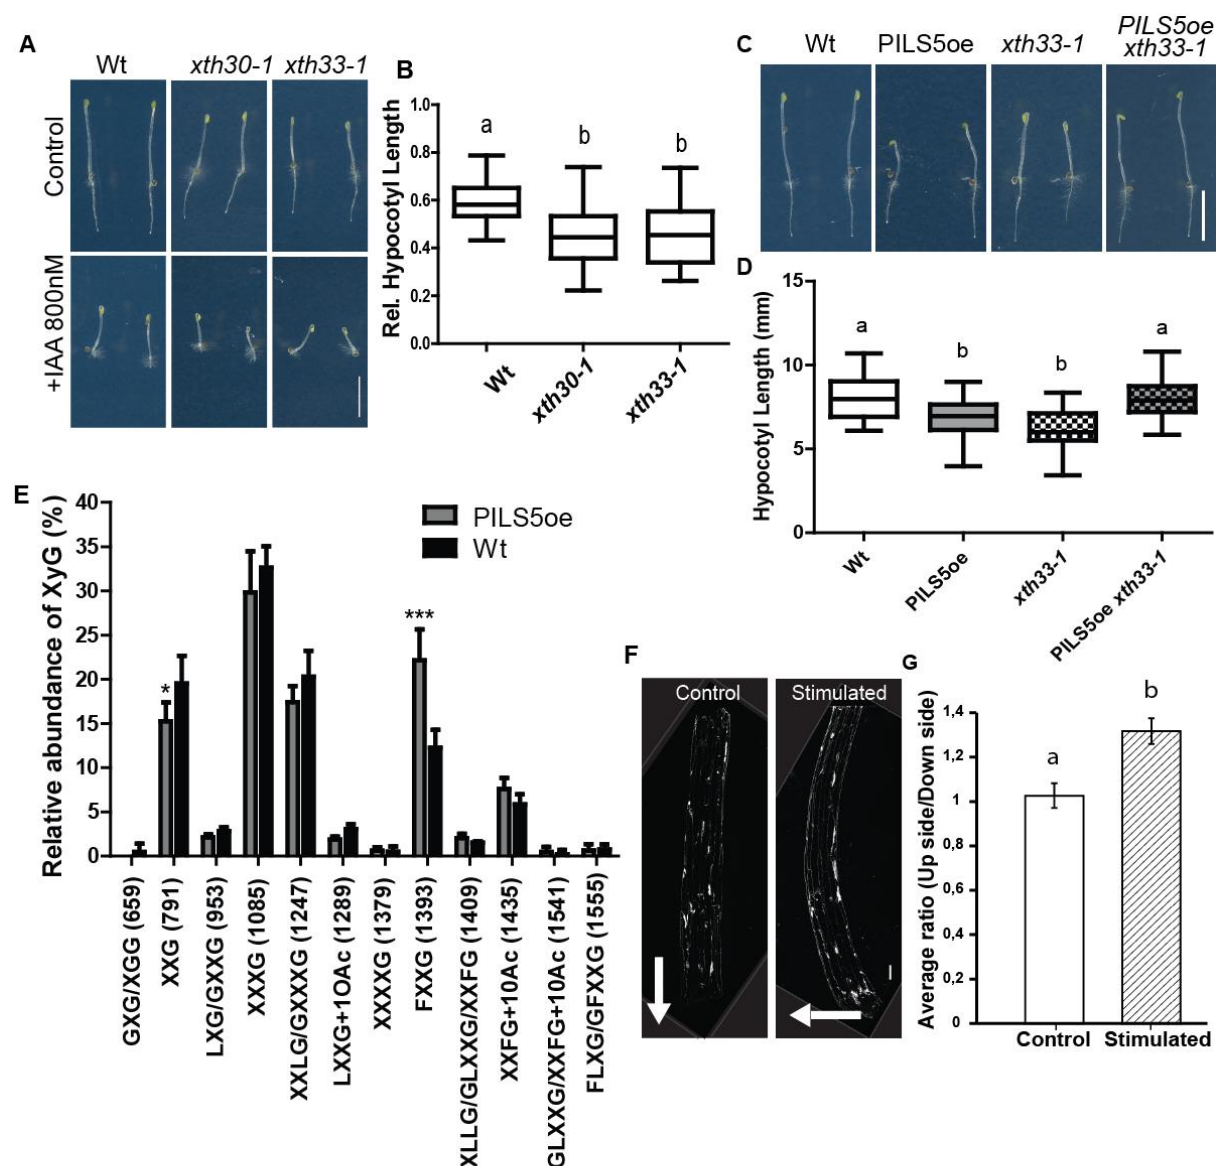 A
Wt
xth30-1
xth33-1
Control
+IAA 800nM
B
Rel. Hypocotyl Length
1.0
0.8
0.6
0.4
0.2
0.0
a
b
b
Wt
xth30-1
xth33-1
C
Wt
PILS5oe
xth33-1
PILS5oe
xth33-1
D
Hypocotyl Length (mm)
15
10
5
0
a
b
b
a
Wt
PILS5oe
xth33-1
PILS5oe xth33-1
E
Relative abundance of XyG (%)
40
35
30
25
20
15
10
5
0
PILS5oe
Wt
*
***
GXG/XGG (659)
XXG (791)
LXG/GXXG (953)
XXXG (1085)
XXLG/GXXXG (1247)
LXXG+1OAc (1289)
XXXXG (1379)
FXXG (1393)
XLLG/GLXXG/XXFG (1409)
XXFG+10Ac (1435)
GLXXG/XXFG+10Ac (1541)
FLXG/GFXXG (1555)
F
Control
Stimulated
G
Average ratio (Up side/Down side)
1,4
1,2
1
0,8
0,6
0,4
0,2
0
a
b
Control
Stimulated